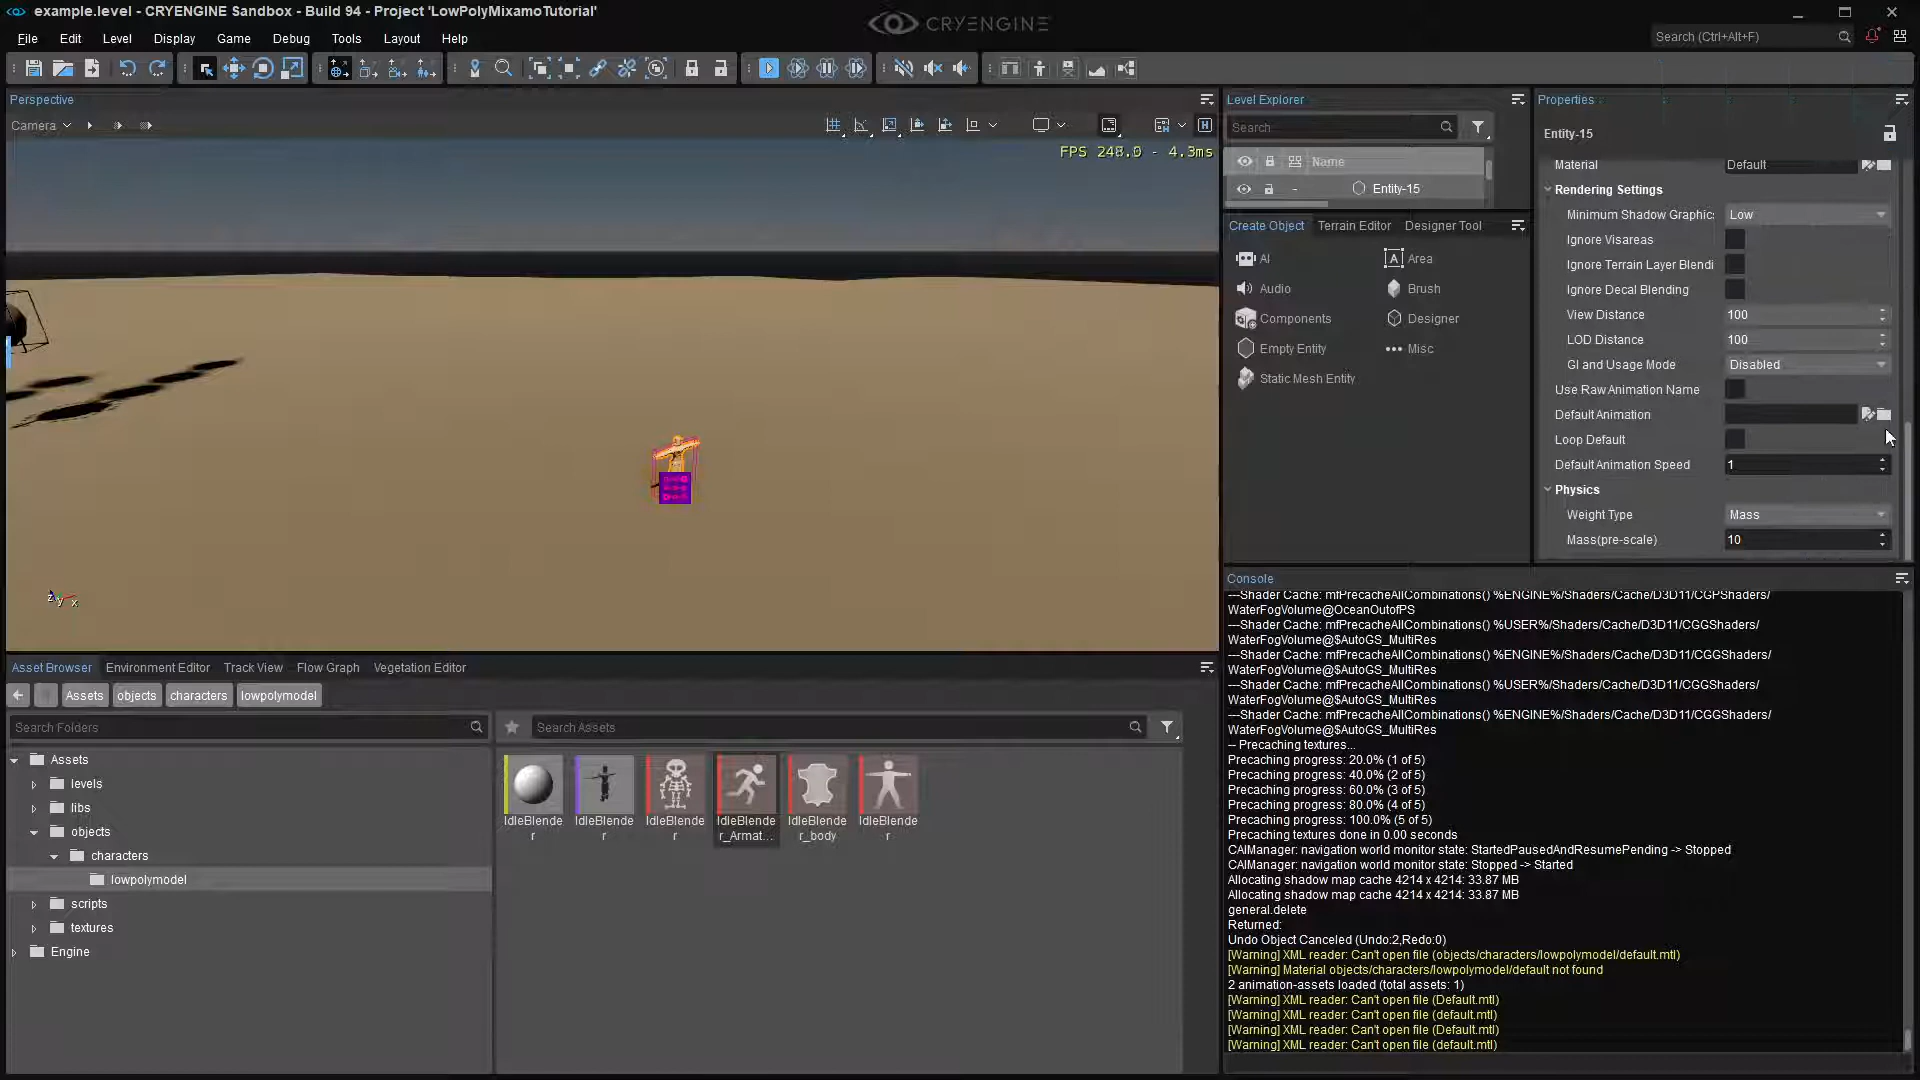 example.level - CRYENGINE Sandbox - Build 94 - Project 'LowPolyMixamoTutorial'
CRYENGINE
File Edit Level Display Game Debug Tools Layout Help
Search (Ctrl+Alt+F)
Perspective
Camera
FPS 248.0 - 4.3ms
z y x
Level Explorer
Search
Name
Entity-15
Create Object Terrain Editor Designer Tool
AI
Area
Audio
Brush
Components
Designer
Empty Entity
Misc
Static Mesh Entity
Properties
Entity-15
Material Default
Rendering Settings
Minimum Shadow Graphics Low
Ignore Visareas
Ignore Terrain Layer Blendi
Ignore Decal Blending
View Distance 100
LOD Distance 100
GI and Usage Mode Disabled
Use Raw Animation Name
Default Animation
Loop Default
Default Animation Speed 1
Physics
Weight Type Mass
Mass(pre-scale) 10
Asset Browser Environment Editor Track View Flow Graph Vegetation Editor
Assets objects characters lowpolymodel
Search Folders
Search Assets
Assets
levels
libs
objects
characters
lowpolymodel
scripts
textures
Engine
IdleBlende
r
IdleBlende
r
IdleBlende
r
IdleBlende
r_Armat...
IdleBlende
r_body
IdleBlende
r
Console
---Shader Cache: mfPrecacheAllCombinations() %ENGINE%/Shaders/Cache/D3D11/CGPShaders/
WaterFogVolume@OceanOutofPS
---Shader Cache: mfPrecacheAllCombinations() %USER%/Shaders/Cache/D3D11/CGGShaders/
WaterFogVolume@$AutoGS_MultiRes
---Shader Cache: mfPrecacheAllCombinations() %ENGINE%/Shaders/Cache/D3D11/CGGShaders/
WaterFogVolume@$AutoGS_MultiRes
---Shader Cache: mfPrecacheAllCombinations() %USER%/Shaders/Cache/D3D11/CGGShaders/
WaterFogVolume@$AutoGS_MultiRes
---Shader Cache: mfPrecacheAllCombinations() %ENGINE%/Shaders/Cache/D3D11/CGGShaders/
WaterFogVolume@$AutoGS_MultiRes
-- Precaching textures...
Precaching progress: 20.0% (1 of 5)
Precaching progress: 40.0% (2 of 5)
Precaching progress: 60.0% (3 of 5)
Precaching progress: 80.0% (4 of 5)
Precaching progress: 100.0% (5 of 5)
Precaching textures done in 0.00 seconds
CAIManager: navigation world monitor state: StartedPausedAndResumePending -> Stopped
CAIManager: navigation world monitor state: Stopped -> Started
Allocating shadow map cache 4214 x 4214: 33.87 MB
Allocating shadow map cache 4214 x 4214: 33.87 MB
general.delete
Returned:
Undo Object Canceled (Undo:2,Redo:0)
[Warning] XML reader: Can't open file (objects/characters/lowpolymodel/default.mtl)
[Warning] Material objects/characters/lowpolymodel/default not found
2 animation-assets loaded (total assets: 1)
[Warning] XML reader: Can't open file (Default.mtl)
[Warning] XML reader: Can't open file (default.mtl)
[Warning] XML reader: Can't open file (Default.mtl)
[Warning] XML reader: Can't open file (default.mtl)